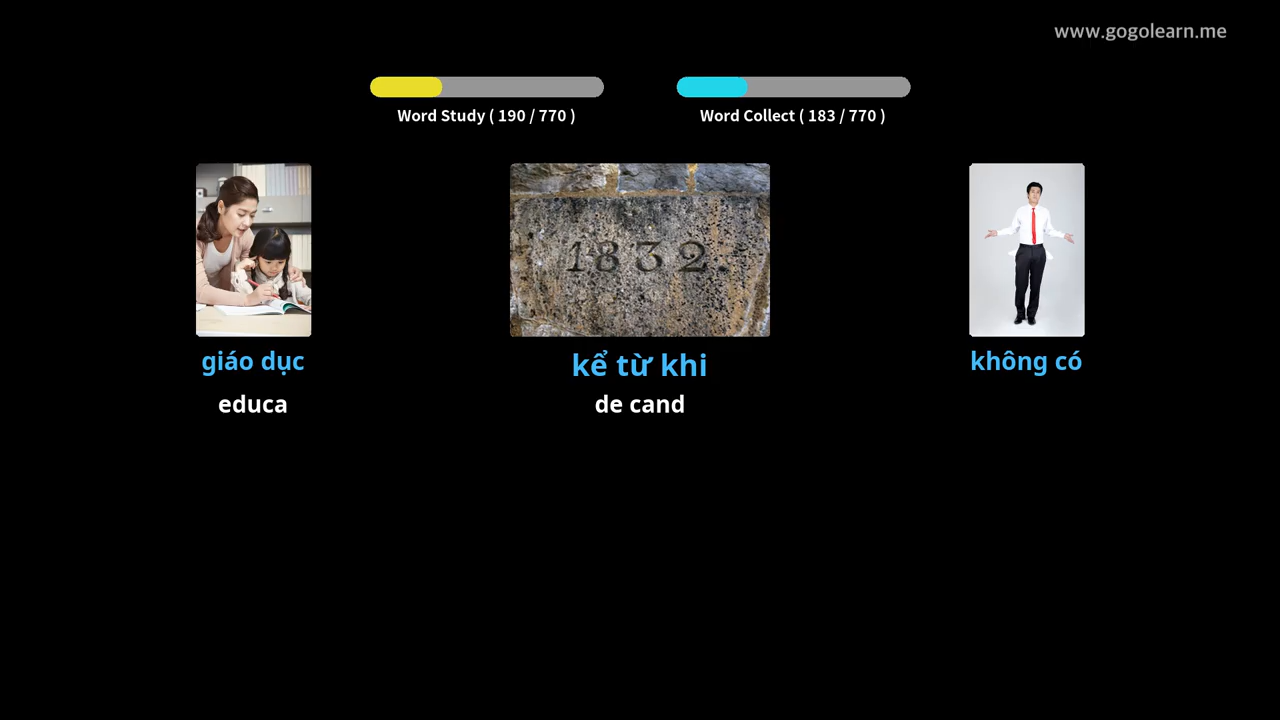 www.gogolearn.me
Word Study ( 190 / 770 )
Word Collect ( 183 / 770 )
1832.
giáo dục
kể từ khi
không có
educa
de cand